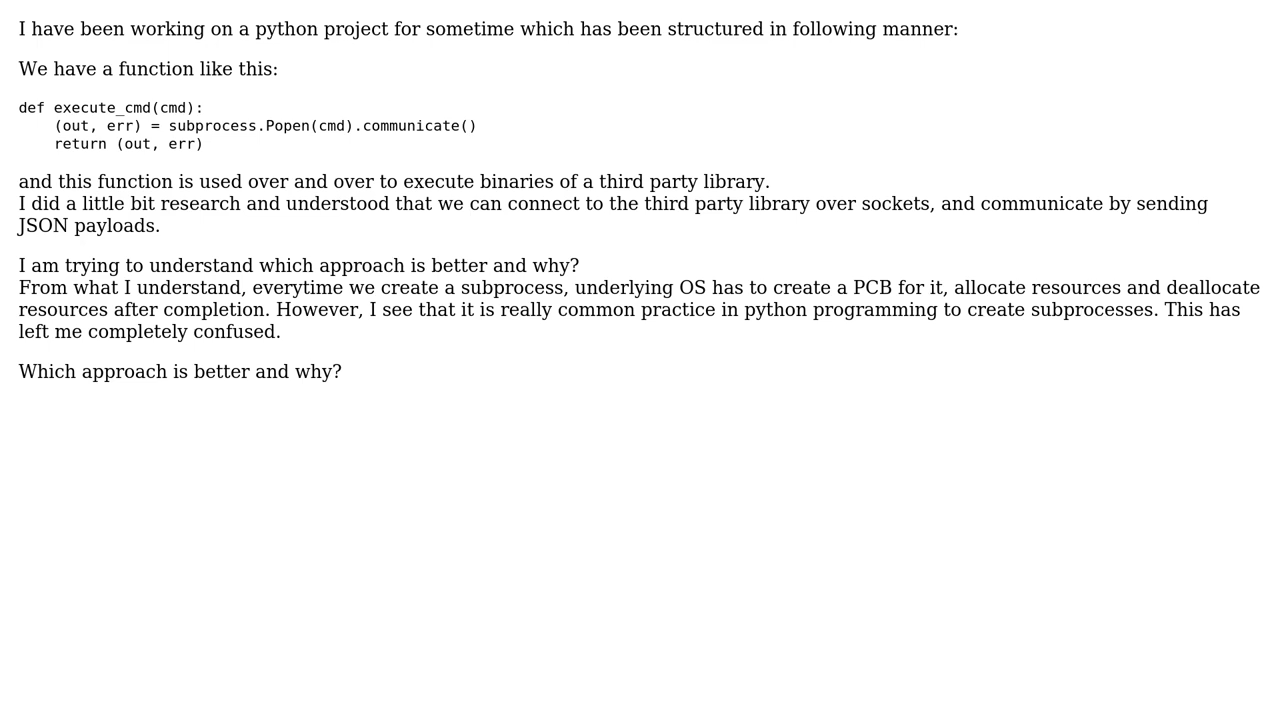 I have been working on a python project for sometime which has been structured in following manner:
We have a function like this:
def execute_cmd(cmd):
    (out, err) = subprocess.Popen(cmd).communicate()
    return (out, err)
and this function is used over and over to execute binaries of a third party library.
I did a little bit research and understood that we can connect to the third party library over sockets, and communicate by sending
JSON payloads.
I am trying to understand which approach is better and why?
From what I understand, everytime we create a subprocess, underlying OS has to create a PCB for it, allocate resources and deallocate
resources after completion. However, I see that it is really common practice in python programming to create subprocesses. This has
left me completely confused.
Which approach is better and why?